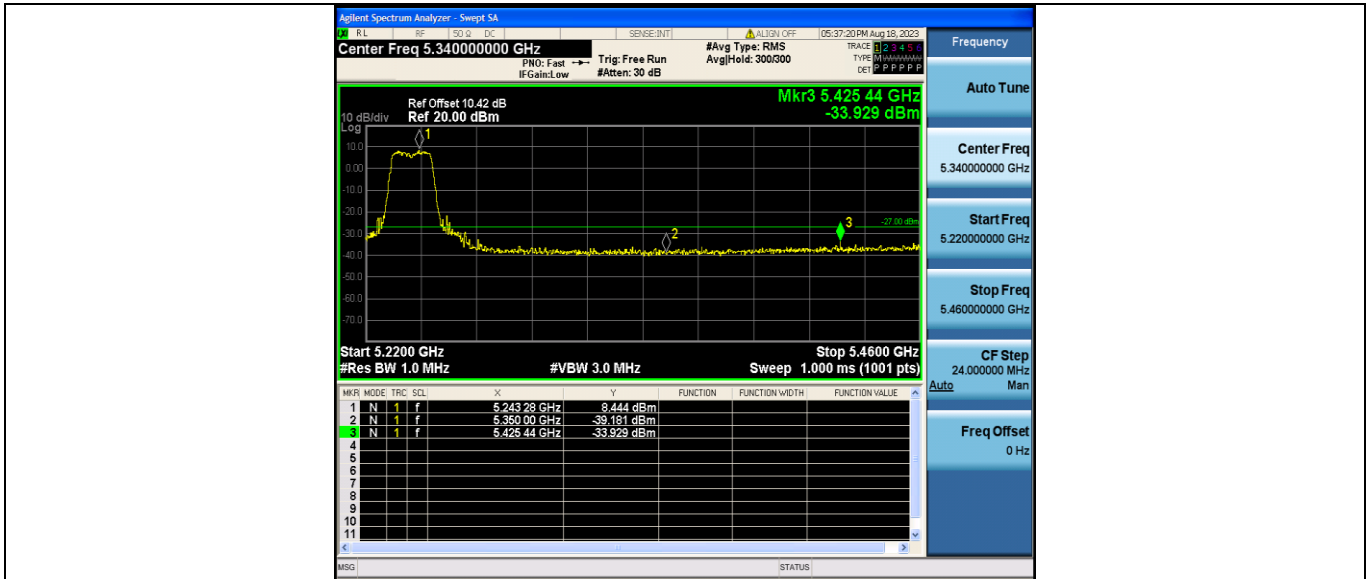 Agilent Spectrum Analyzer - Swept SA
LXI RL RF 50 Ω DC SENSE:INT ALIGN OFF 05:37:20 PM Aug 18, 2023
Center Freq 5.340000000 GHz
PNO: Fast
IFGain:Low
Trig: Free Run
#Atten: 30 dB
#Avg Type: RMS
Avg|Hold: 300/300
TRACE 1 2 3 4 5 6
TYPE M WWWWW
DET P P P P P P
Mkr3 5.425 44 GHz
-33.929 dBm
Ref Offset 10.42 dB
10 dB/div Ref 20.00 dBm
Log
1
10.0
0.00
-10.0
-20.0
3
-27.00 dBm
-30.0
2
-40.0
-50.0
-60.0
-70.0
Start 5.2200 GHz Stop 5.4600 GHz
#Res BW 1.0 MHz #VBW 3.0 MHz Sweep 1.000 ms (1001 pts)
MKR MODE TRC SCL X Y FUNCTION FUNCTION WIDTH FUNCTION VALUE
1 N 1 f 5.243 28 GHz 8.444 dBm
2 N 1 f 5.350 00 GHz -39.181 dBm
3 N 1 f 5.425 44 GHz -33.929 dBm
4
5
6
7
8
9
10
11
MSG STATUS
Frequency
Auto Tune
Center Freq
5.340000000 GHz
Start Freq
5.220000000 GHz
Stop Freq
5.460000000 GHz
CF Step
24.000000 MHz
Auto Man
Freq Offset
0 Hz